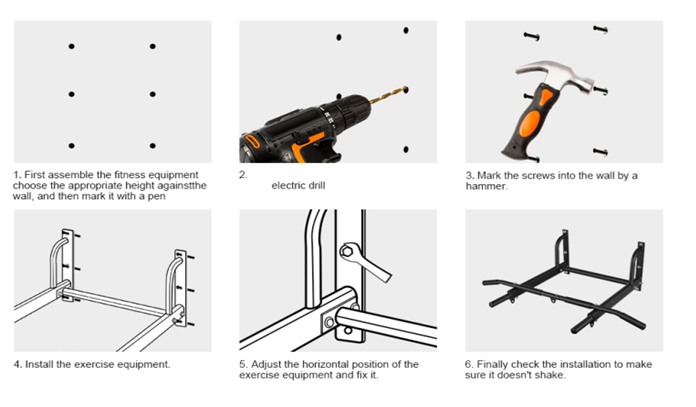 1. First assemble the fitness equipment
choose the appropriate height againstthe
wall, and then mark it with a pen
2.
electric drill
3. Mark the screws into the wall by a
hammer.
4. Install the exercise equipment.
5. Adjust the horizontal position of the
exercise equipment and fix it.
6. Finally check the installation to make
sure it doesn't shake.